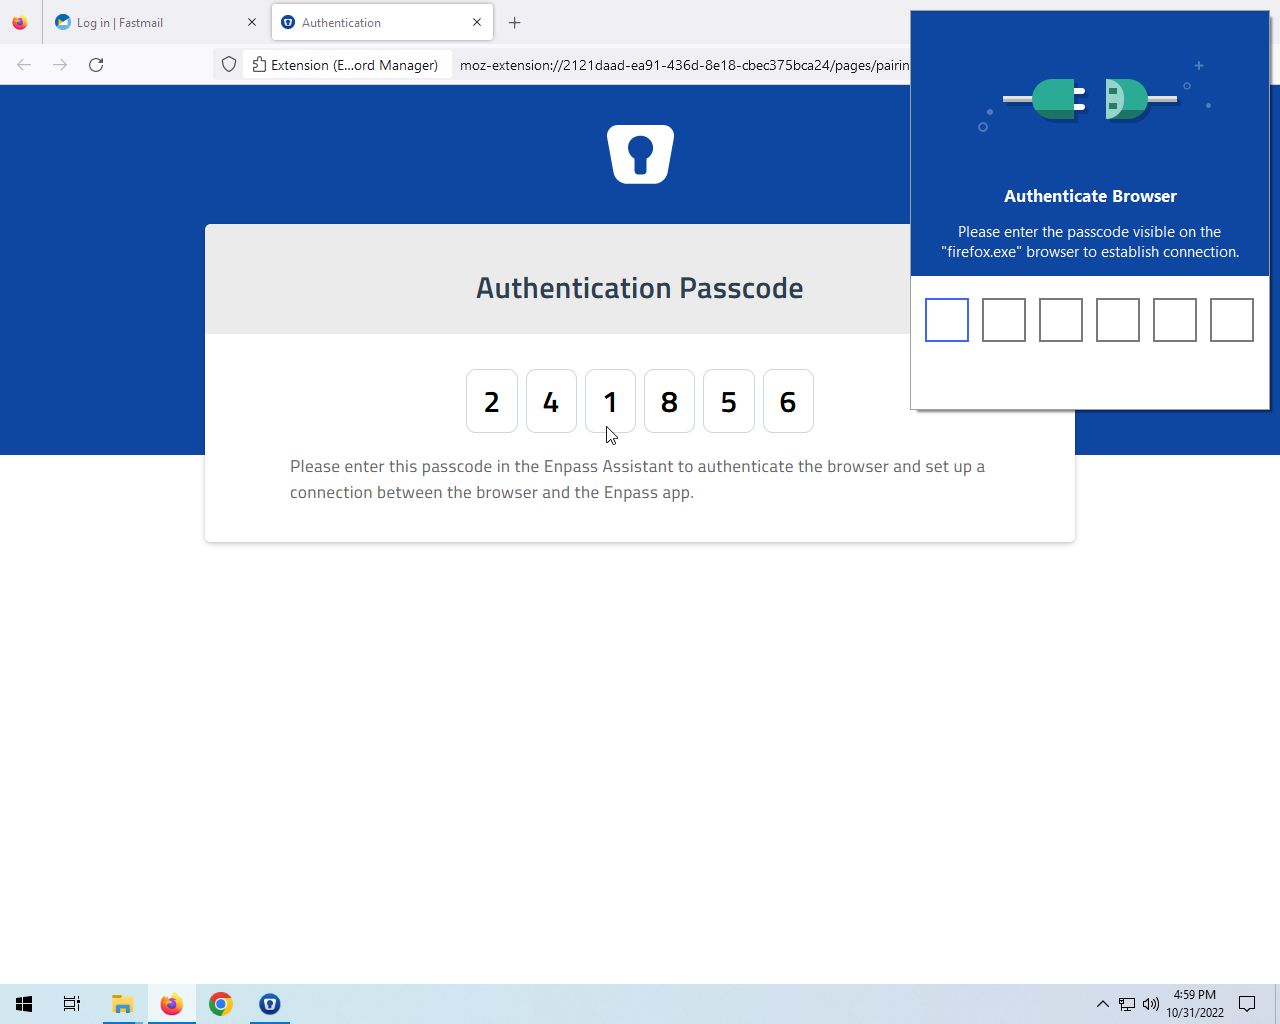 Log in | Fastmail
Authentication
Extension (E...ord Manager)
moz-extension://2121daad-ea91-436d-8e18-cbec375bca24/pages/pairin
Authenticate Browser
Please enter the passcode visible on the
"firefox.exe" browser to establish connection.
Authentication Passcode
2 4 1 8 5 6
Please enter this passcode in the Enpass Assistant to authenticate the browser and set up a
connection between the browser and the Enpass app.
4:59 PM
10/31/2022